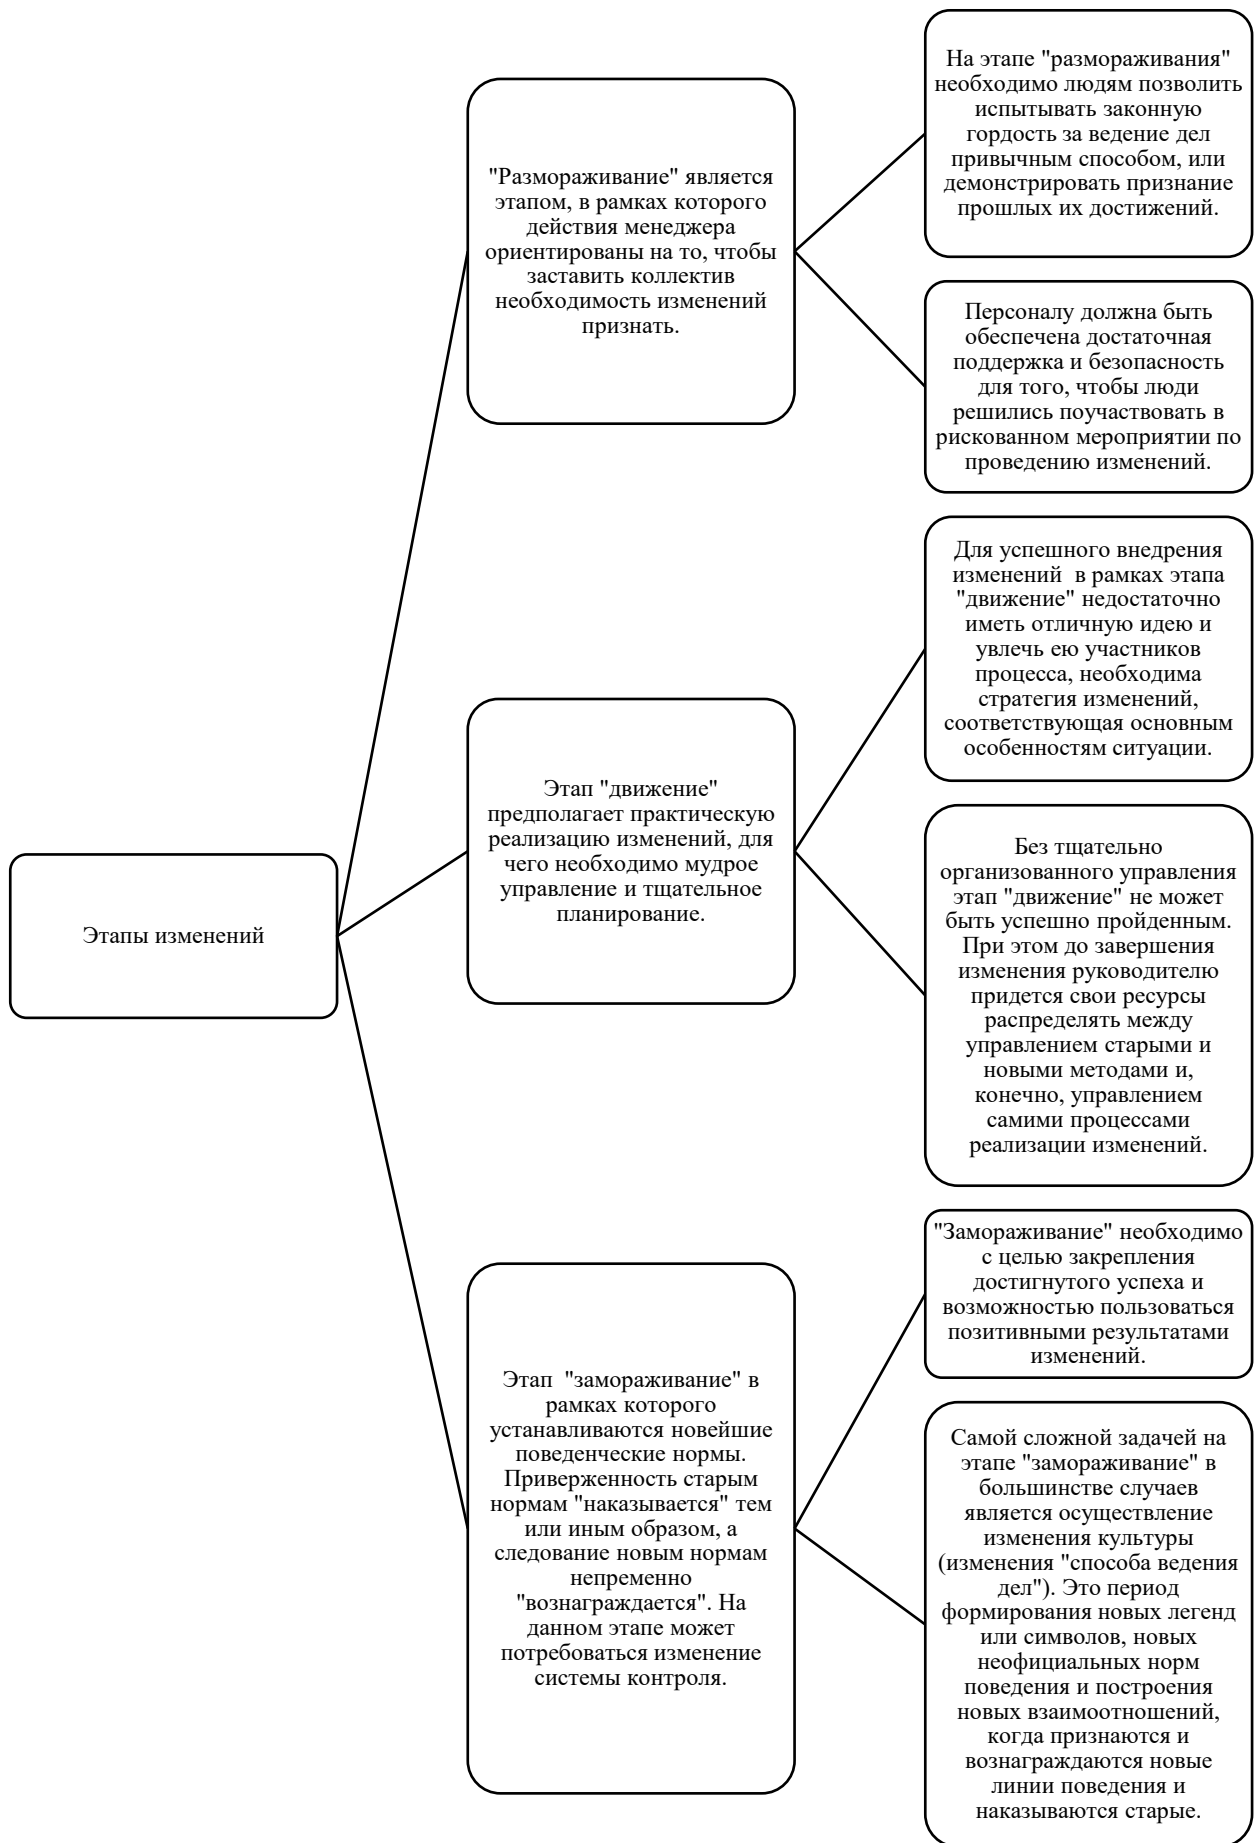 Этапы изменений
"Размораживание" является
этапом, в рамках которого
действия менеджера
ориентированы на то, чтобы
заставить коллектив
необходимость изменений
признать.
На этапе "размораживания"
необходимо людям позволить
испытывать законную
гордость за ведение дел
привычным способом, или
демонстрировать признание
прошлых их достижений.
Персоналу должна быть
обеспечена достаточная
поддержка и безопасность
для того, чтобы люди
решились поучаствовать в
рискованном мероприятии по
проведению изменений.
Этап "движение"
предполагает практическую
реализацию изменений, для
чего необходимо мудрое
управление и тщательное
планирование.
Для успешного внедрения
изменений  в рамках этапа
"движение" недостаточно
иметь отличную идею и
увлечь ею участников
процесса, необходима
стратегия изменений,
соответствующая основным
особенностям ситуации.
Без тщательно
организованного управления
этап "движение" не может
быть успешно пройденным.
При этом до завершения
изменения руководителю
придется свои ресурсы
распределять между
управлением старыми и
новыми методами и,
конечно, управлением
самими процессами
реализации изменений.
Этап  "замораживание" в
рамках которого
устанавливаются новейшие
поведенческие нормы.
Приверженность старым
нормам "наказывается" тем
или иным образом, а
следование новым нормам
непременно
"вознаграждается". На
данном этапе может
потребоваться изменение
системы контроля.
"Замораживание" необходимо
с целью закрепления
достигнутого успеха и
возможностью пользоваться
позитивными результатами
изменений.
Самой сложной задачей на
этапе "замораживание" в
большинстве случаев
является осуществление
изменения культуры
(изменения "способа ведения
дел"). Это период
формирования новых легенд
или символов, новых
неофициальных норм
поведения и построения
новых взаимоотношений,
когда признаются и
вознаграждаются новые
линии поведения и
наказываются старые.